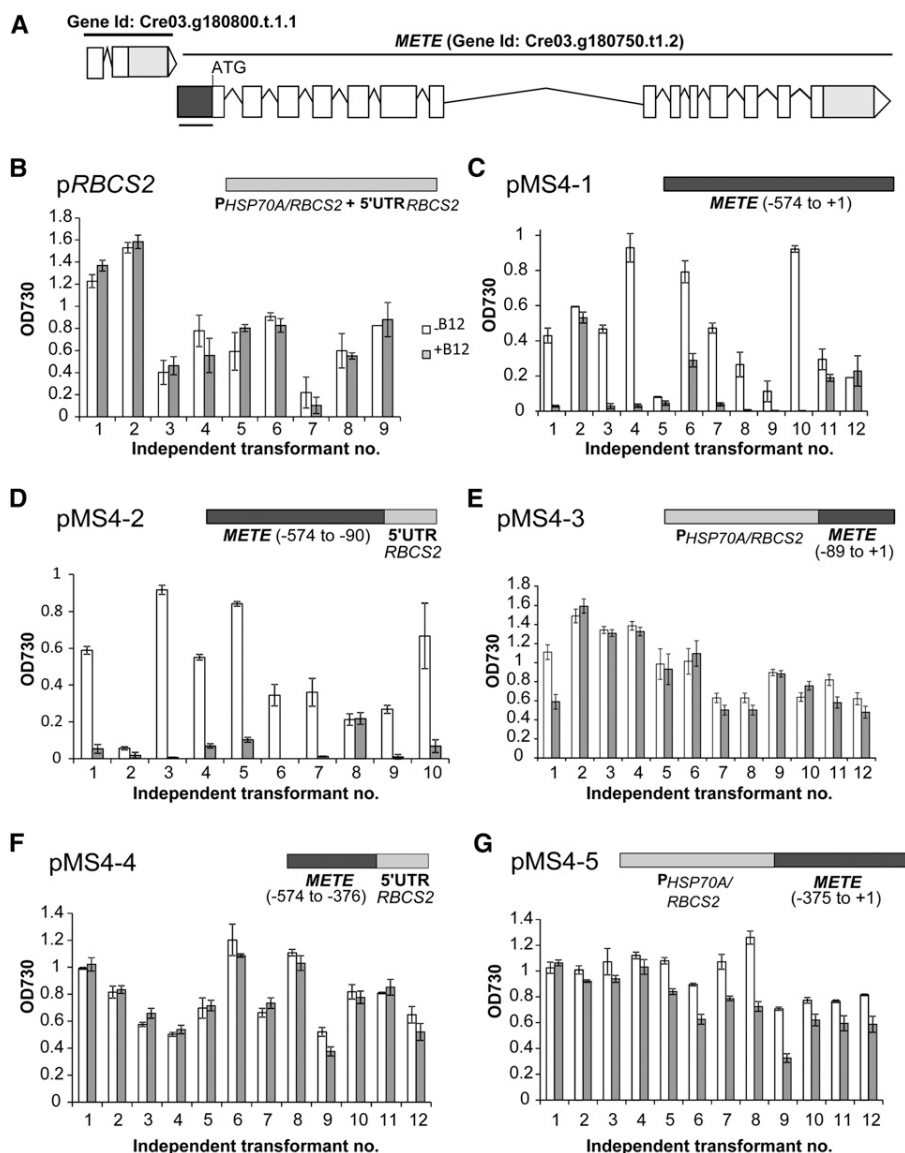 A
Gene Id: Cre03.g180800.t.1.1
METE (Gene Id: Cre03.g180750.t1.2)
ATG
B
pRBCS2
PHSP70A/RBCS2 + 5'UTR RBCS2
OD730
1.8
1.6
1.4
1.2
1
0.8
0.6
0.4
0.2
0
1 2 3 4 5 6 7 8 9
Independent transformant no.
-B12
+B12
C
pMS4-1
METE (-574 to +1)
OD730
1
0.8
0.6
0.4
0.2
0
1 2 3 4 5 6 7 8 9 10 11 12
Independent transformant no.
D
pMS4-2
METE (-574 to -90)
5'UTR
RBCS2
OD730
1
0.8
0.6
0.4
0.2
0
1 2 3 4 5 6 7 8 9 10
Independent transformant no.
E
pMS4-3
PHSP70A/RBCS2
METE
(-89 to +1)
OD730
1.8
1.6
1.4
1.2
1
0.8
0.6
0.4
0.2
0
1 2 3 4 5 6 7 8 9 10 11 12
Independent transformant no.
F
pMS4-4
METE
(-574 to -376)
5'UTR
RBCS2
OD730
1.4
1.2
1
0.8
0.6
0.4
0.2
0
1 2 3 4 5 6 7 8 9 10 11 12
Independent transformant no.
G
pMS4-5
PHSP70A/
RBCS2
METE
(-375 to +1)
OD730
1.4
1.2
1
0.8
0.6
0.4
0.2
0
1 2 3 4 5 6 7 8 9 10 11 12
Independent transformant no.